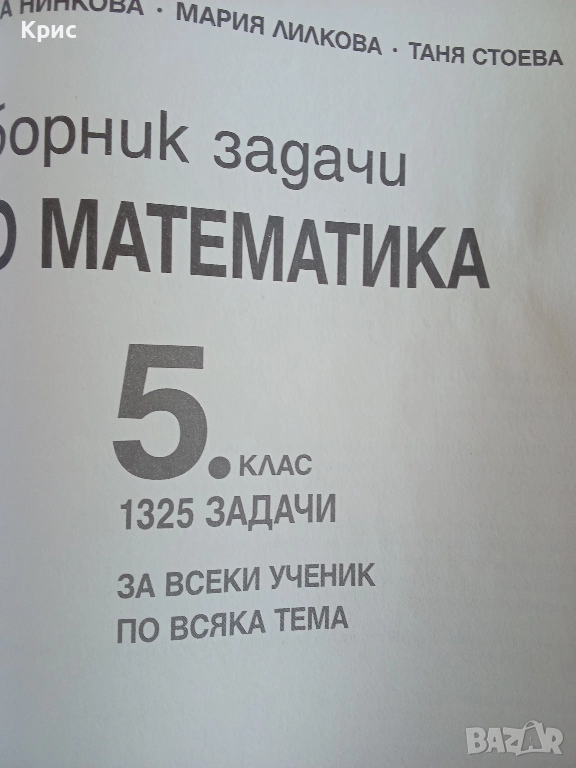 Крис
НИНКОВА · МАРИЯ ЛИЛКОВА · ТАНЯ СТОЕВА
борник задачи
О МАТЕМАТИКА
5. КЛАС
1325 ЗАДАЧИ
ЗА ВСЕКИ УЧЕНИК
ПО ВСЯКА ТЕМА
BAZAR